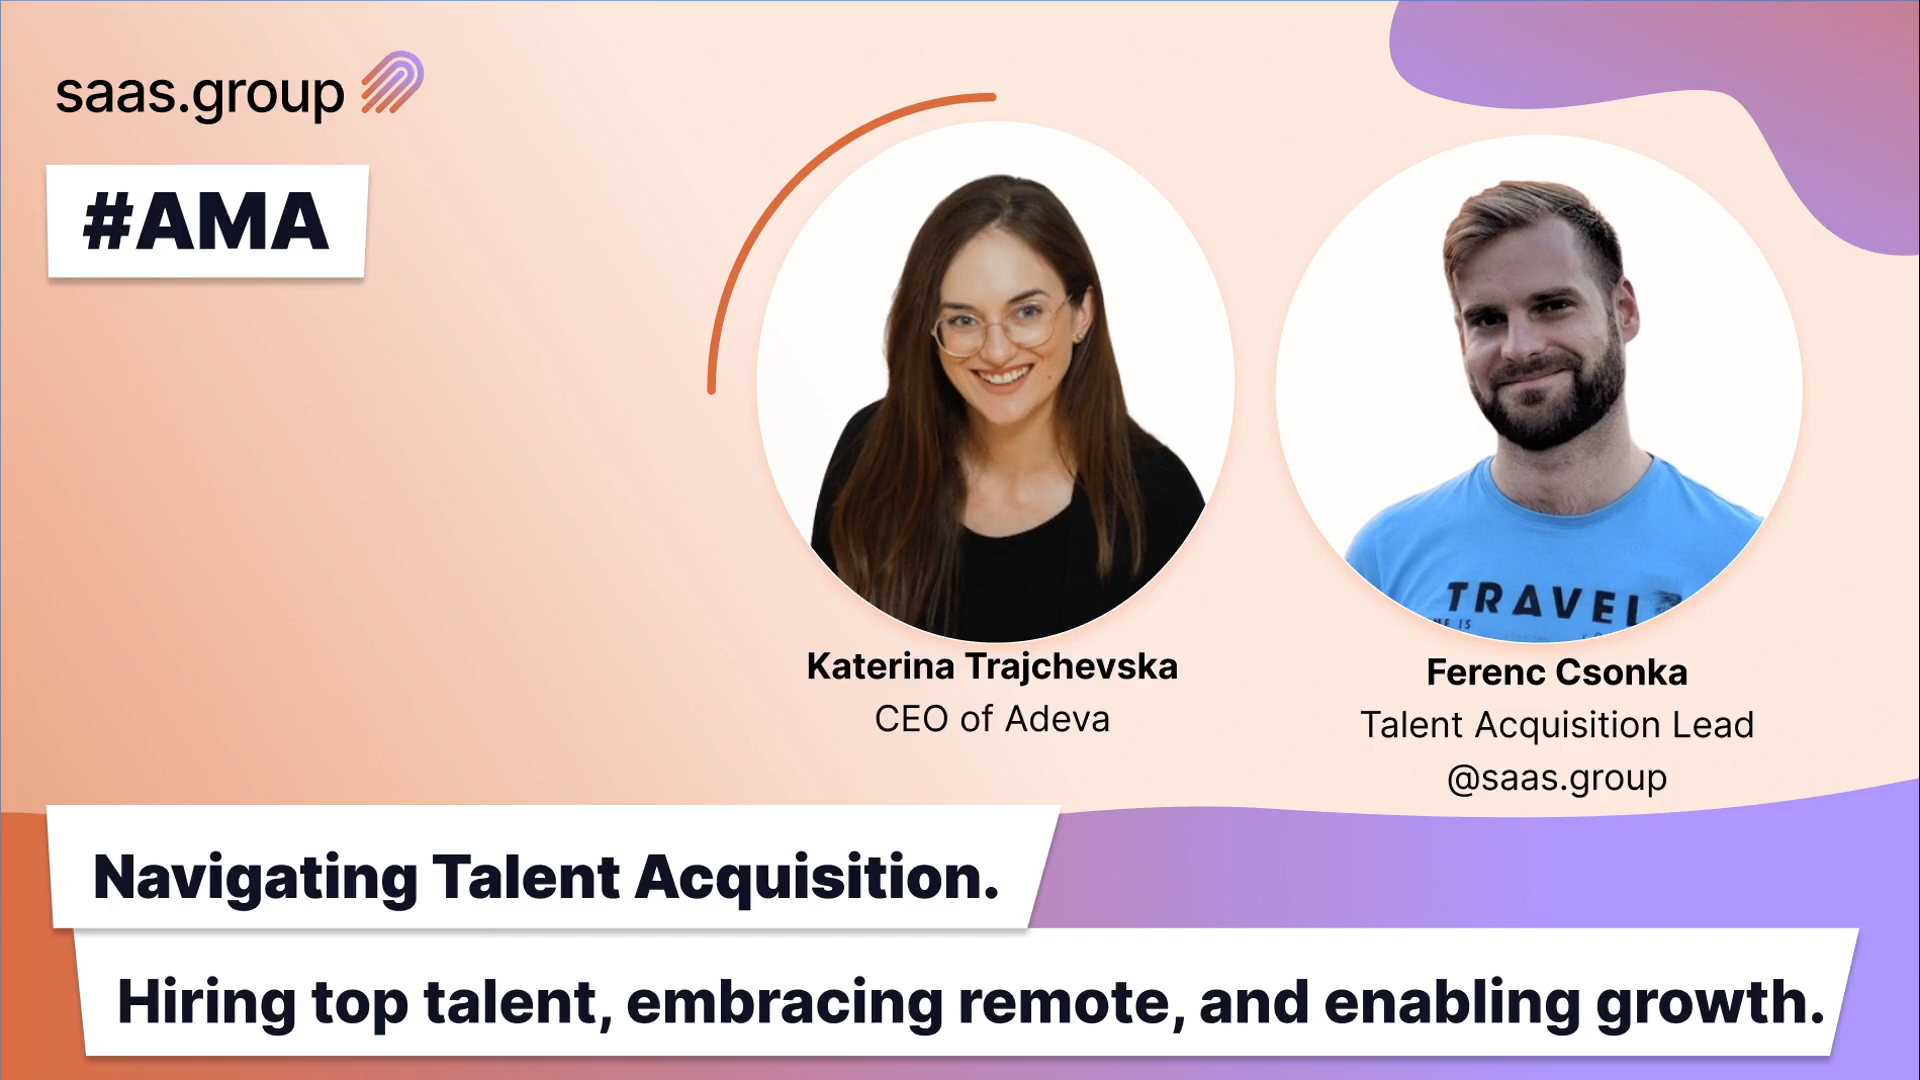 saas.group
#AMA
TRAVEL
IS
Katerina Trajchevska
CEO of Adeva
Ferenc Csonka
Talent Acquisition Lead
@saas.group
Navigating Talent Acquisition.
Hiring top talent, embracing remote, and enabling growth.